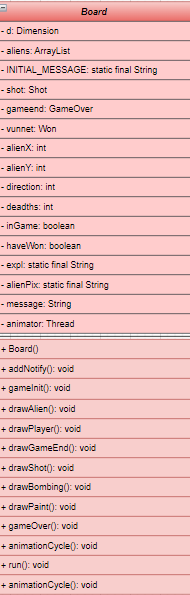 Board
- d: Dimension
- aliens: ArrayList
- INITIAL_MESSAGE: static final String
- shot: Shot
- gameend: GameOver
- vunnet: Won
- alienX: int
- alienY: int
- direction: int
- deadths: int
- inGame: boolean
- haveWon: boolean
- expl: static final String
- alienPix: static final String
- message: String
- animator: Thread
+ Board()
+ addNotify(): void
+ gameInit(): void
+ drawAlien(): void
+ drawPlayer(): void
+ drawGameEnd(): void
+ drawShot(): void
+ drawBombing(): void
+ drawPaint(): void
+ gameOver(): void
+ animationCycle(): void
+ run(): void
+ animationCycle(): void